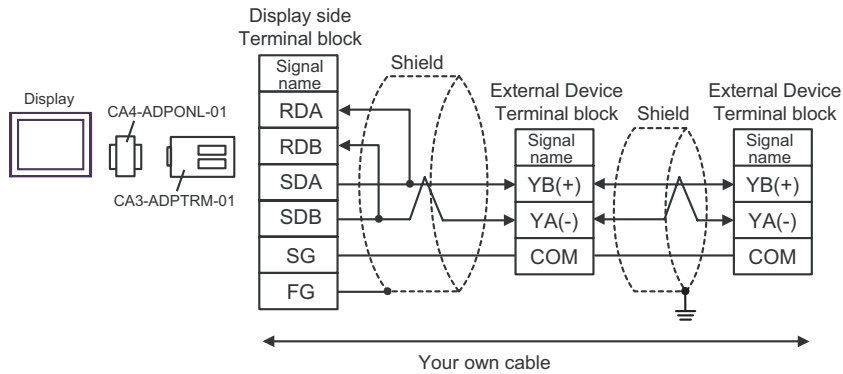 Display side
Terminal block
Signal
name
RDA
RDB
SDA
SDB
SG
FG
Shield
Display
CA4-ADPONL-01
CA3-ADPTRM-01
External Device
Terminal block
Signal
name
YB(+)
YA(-)
COM
Shield
External Device
Terminal block
Signal
name
YB(+)
YA(-)
COM
Your own cable